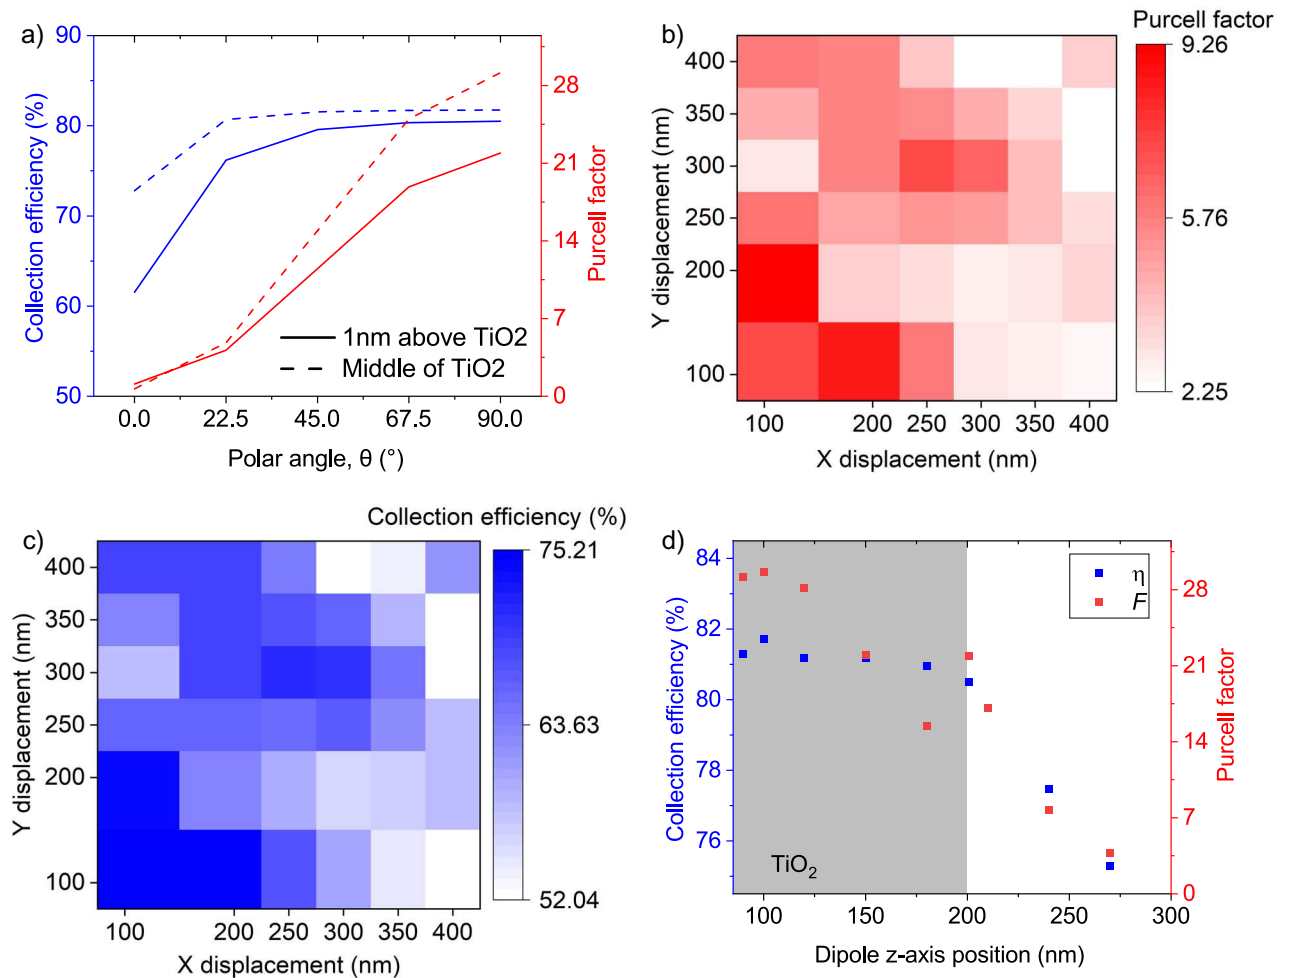 a)
90
80
70
60
50
Collection efficiency (%)
28
21
14
7
0
Purcell factor
1nm above TiO2
Middle of TiO2
0.0 22.5 45.0 67.5 90.0
Polar angle, θ (°)
b)
Purcell factor
9.26
5.76
2.25
400
350
300
250
200
100
Y displacement (nm)
100 200 250 300 350 400
X displacement (nm)
c)
Collection efficiency (%)
75.21
63.63
52.04
400
350
300
250
200
100
Y displacement (nm)
100 200 250 300 350 400
X displacement (nm)
d)
84
82
80
78
76
Collection efficiency (%)
η
F
28
21
14
7
0
Purcell factor
TiO₂
100 150 200 250 300
Dipole z-axis position (nm)